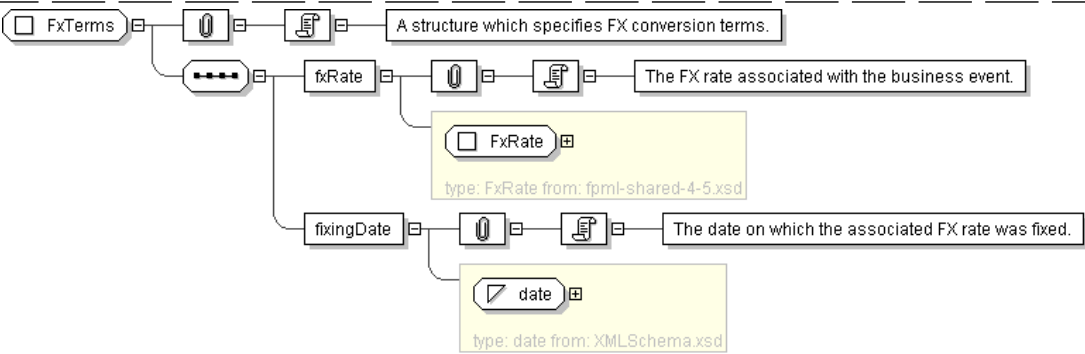 FxTerms
A structure which specifies FX conversion terms.
fxRate
The FX rate associated with the business event.
FxRate
type: FxRate from: fpml-shared-4-5.xsd
fixingDate
The date on which the associated FX rate was fixed.
date
type: date from: XMLSchema.xsd